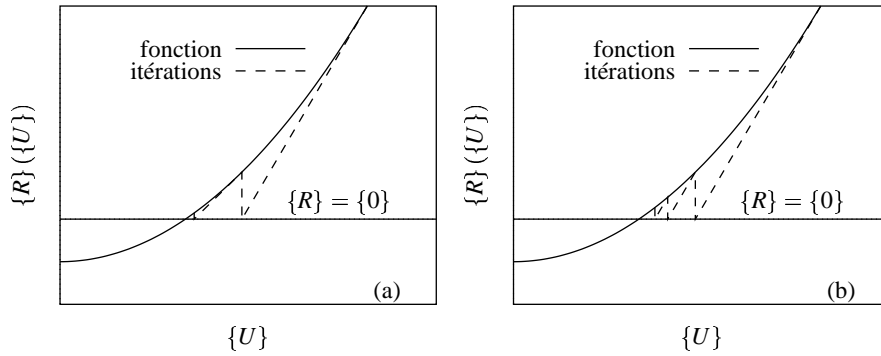 {R} ({U})
fonction
itérations
{R} = {0}
(a)
{U}
{R} ({U})
fonction
itérations
{R} = {0}
(b)
{U}